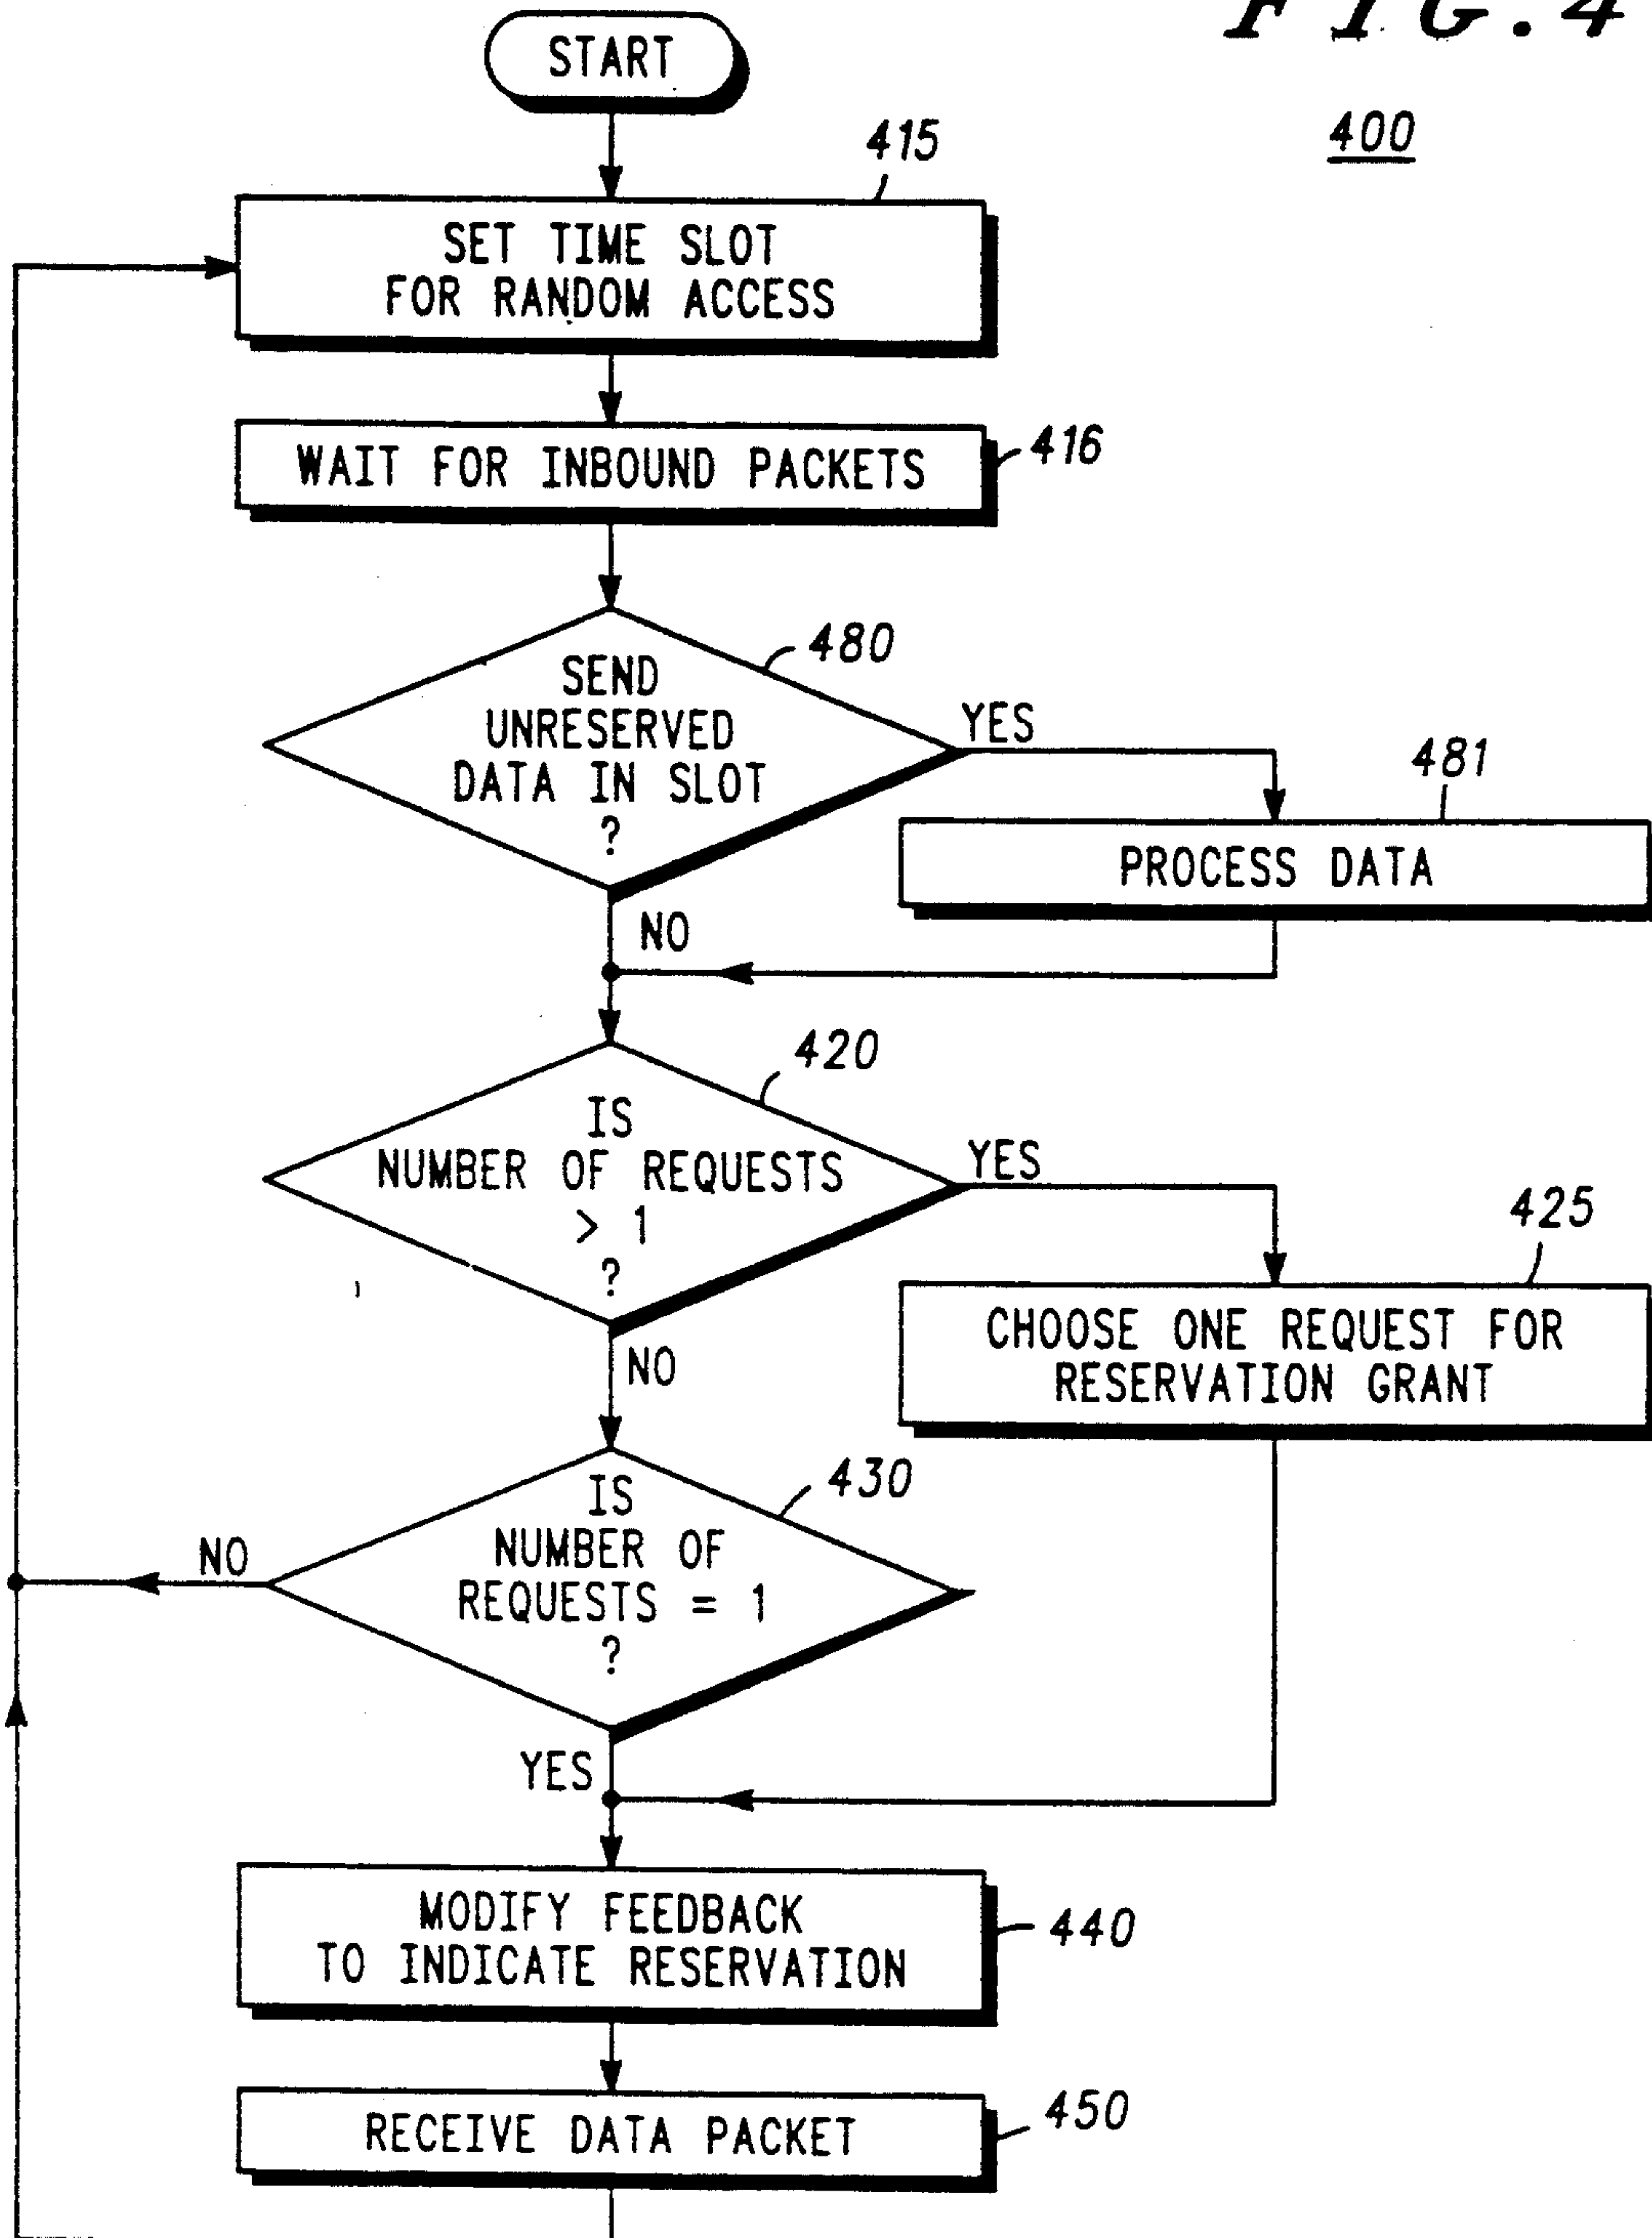 FIG.4
START
400
415
SET TIME SLOT
FOR RANDOM ACCESS
WAIT FOR INBOUND PACKETS
416
480
SEND
UNRESERVED
DATA IN SLOT
?
YES
481
PROCESS DATA
NO
420
IS
NUMBER OF REQUESTS
> 1
?
YES
425
CHOOSE ONE REQUEST FOR
RESERVATION GRANT
NO
430
IS
NUMBER OF
REQUESTS = 1
?
NO
YES
MODIFY FEEDBACK
TO INDICATE RESERVATION
440
RECEIVE DATA PACKET
450